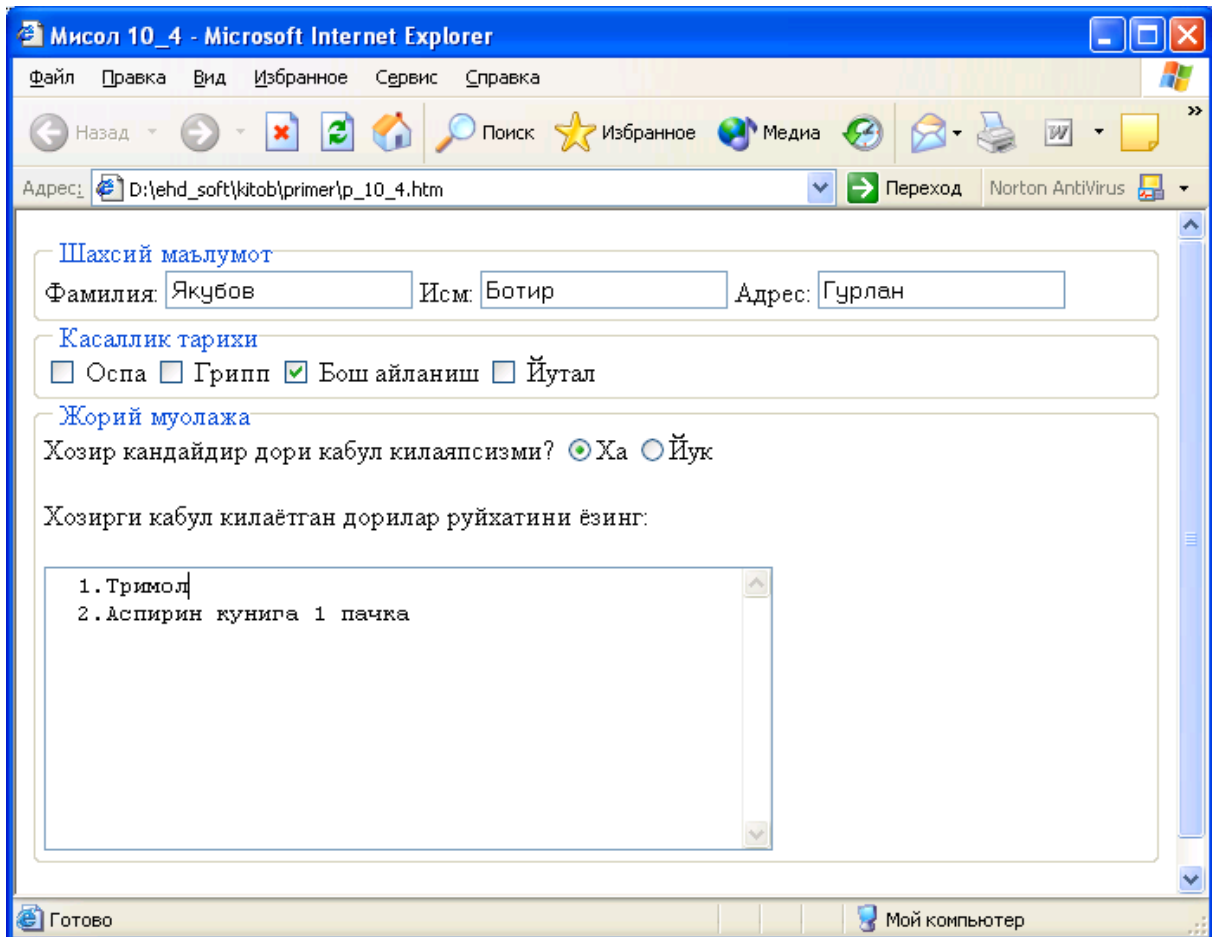 Мисол 10_4 - Microsoft Internet Explorer
Файл Правка Вид Избранное Сервис Справка
Назад Поиск Избранное Медиа W »
Адрес: D:\ehd_soft\kitob\primer\p_10_4.htm Переход Norton AntiVirus
Шахсий маьлумот
Фамилия: Якубов Исм: Ботир Адрес: Гурлан
Касаллик тарихи
Оспа Грипп Бош айланиш Йутал
Жорий муолажа
Хозир кандайдир дори кабул килаяпсизми? Ха Йук
Хозирги кабул килаётган дорилар руйхатини ёзинг:
1.Тримол
2.Аспирин кунига 1 пачка
Готово Мой компьютер